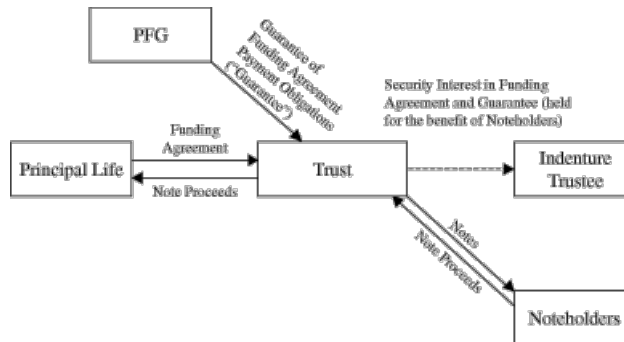 PFG
Guarantee of
Funding Agreement
Payment Obligations
("Guarantee")
Security Interest in Funding
Agreement and Guarantee (held
for the benefit of Noteholders)
Funding
Agreement
Principal Life
Note Proceeds
Trust
Indenture
Trustee
Notes
Note Proceeds
Noteholders